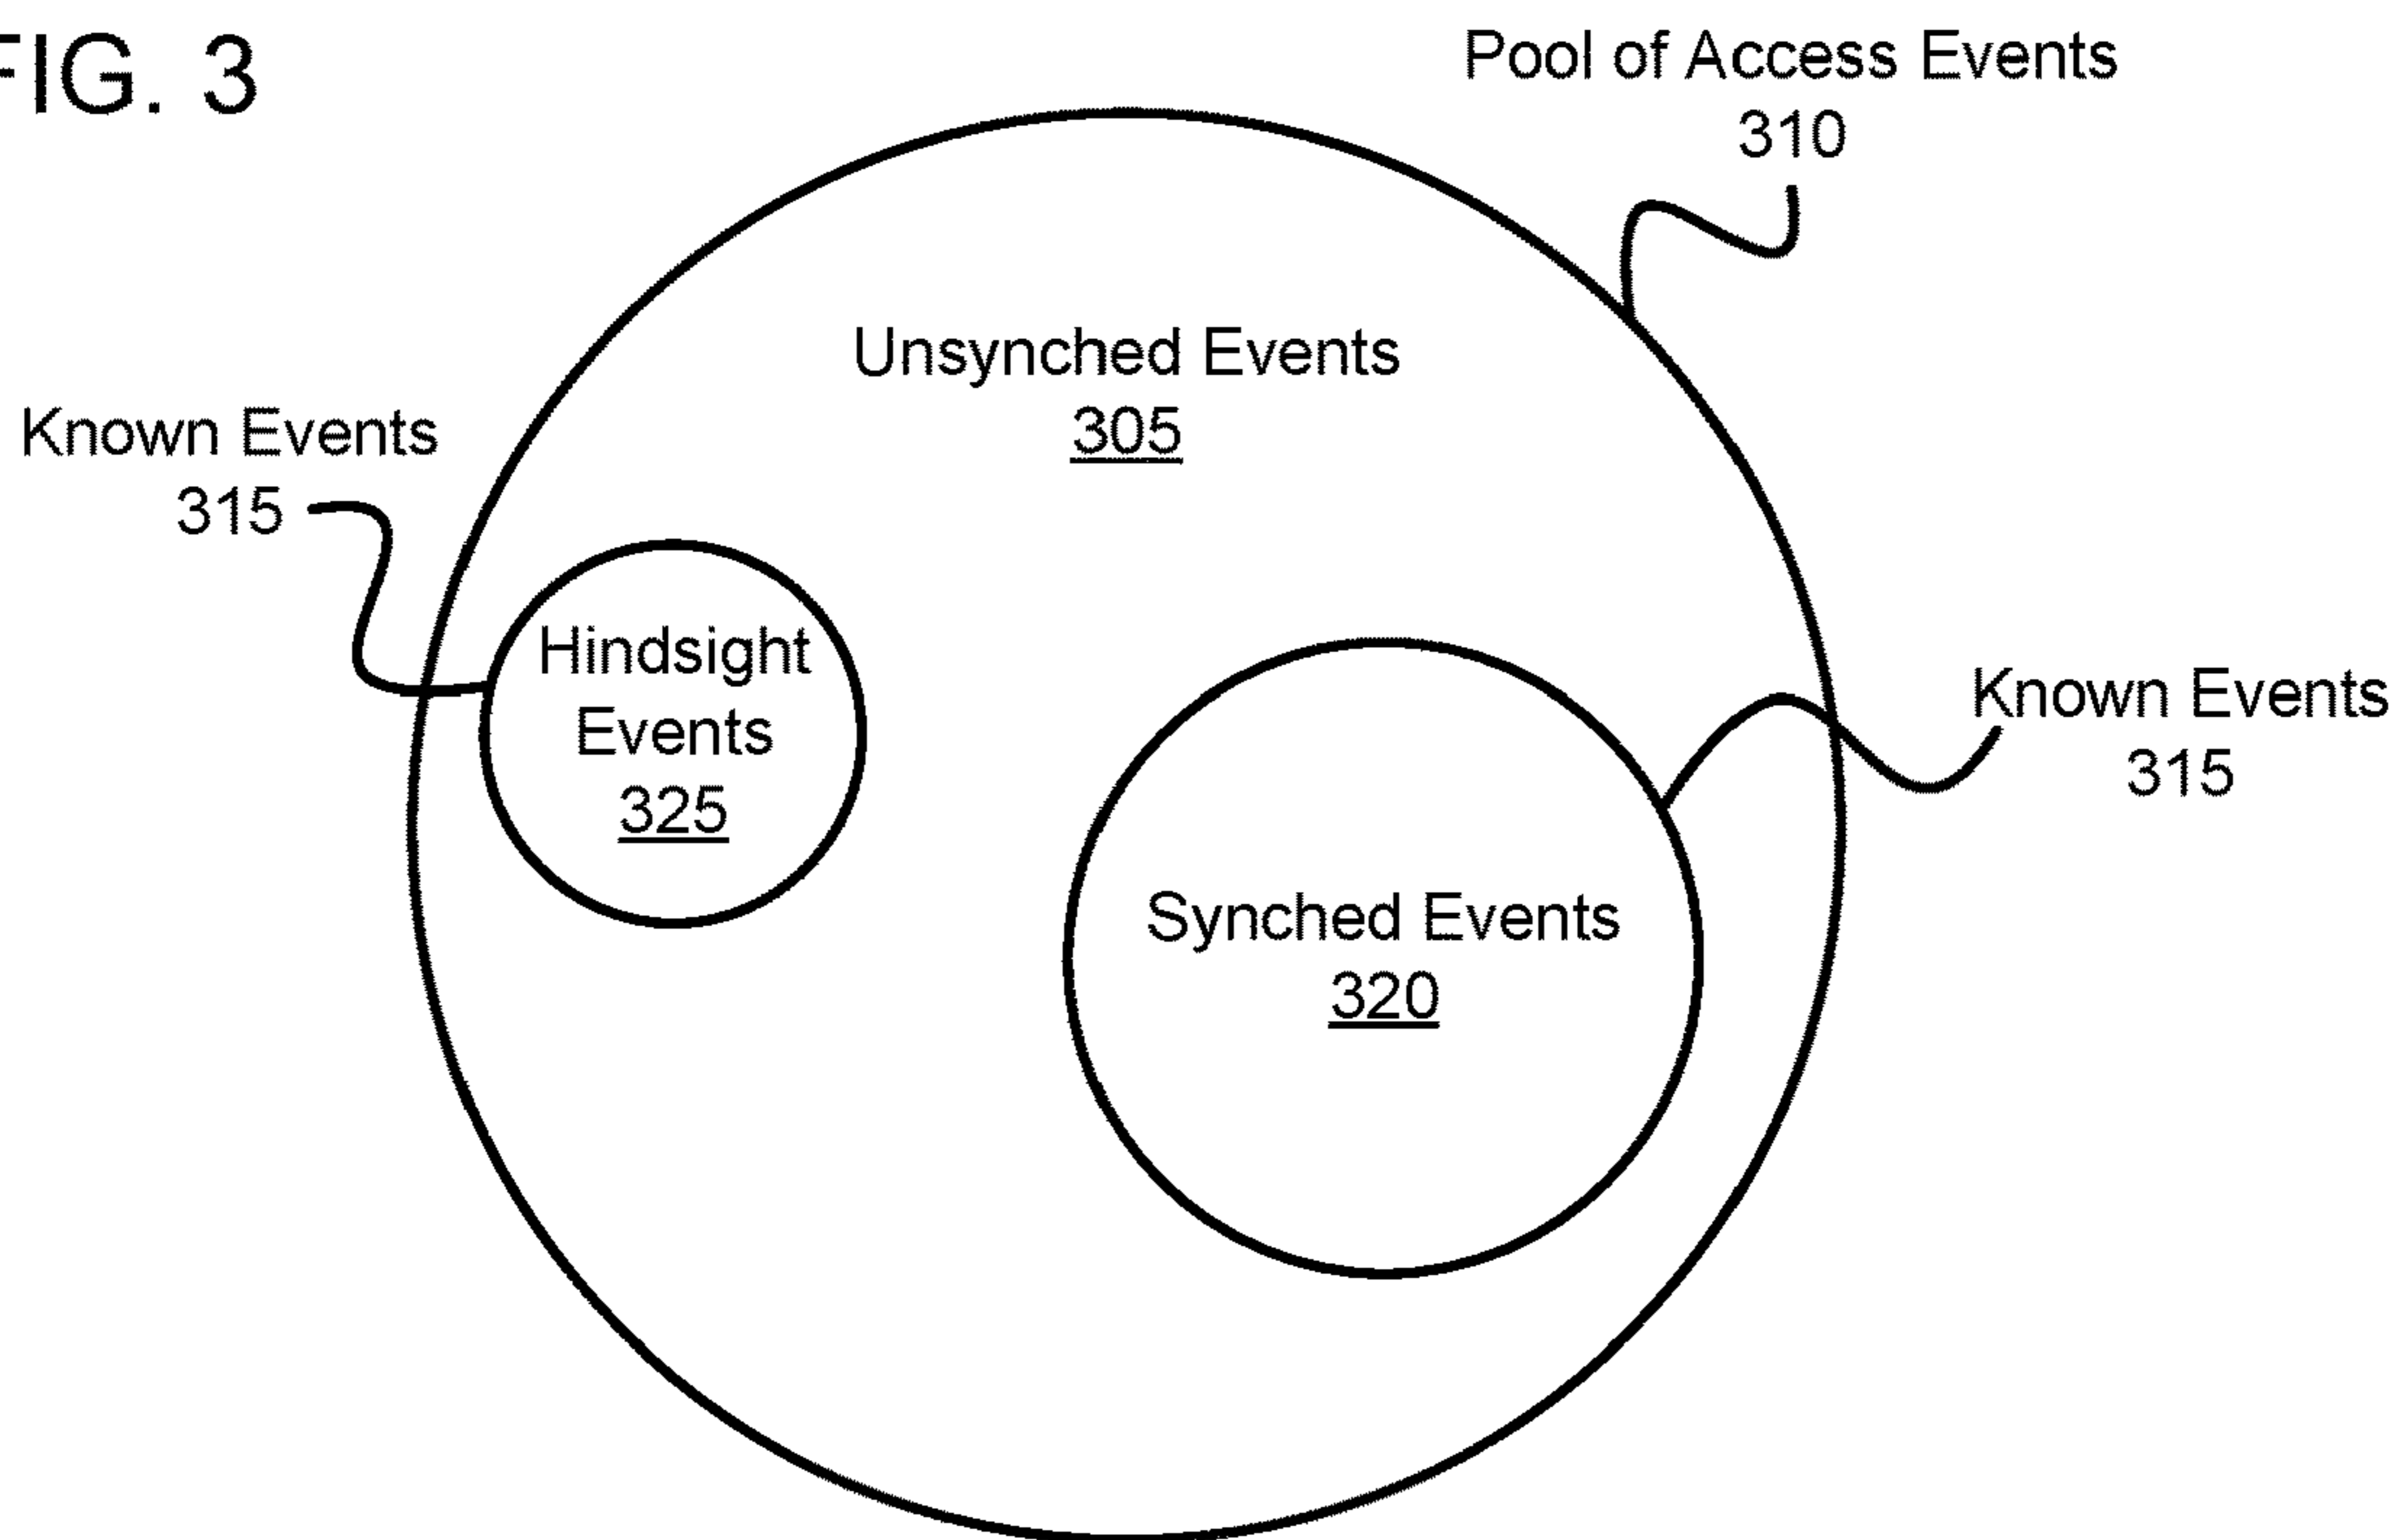 FIG. 3
Pool of Access Events
310
Unsynched Events
305
Known Events
315
Hindsight
Events
325
Known Events
315
Synched Events
320